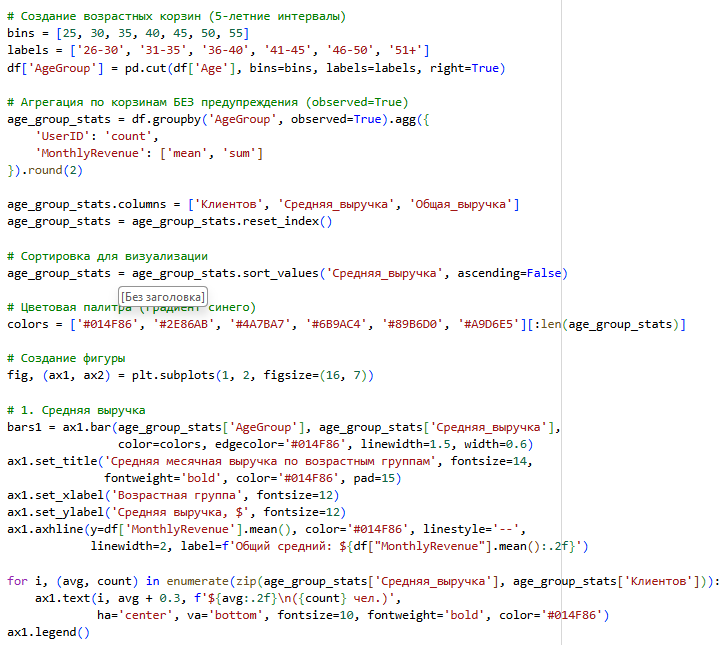 # Создание возрастных корзин (5-летние интервалы)
bins = [25, 30, 35, 40, 45, 50, 55]
labels = ['26-30', '31-35', '36-40', '41-45', '46-50', '51+']
df['AgeGroup'] = pd.cut(df['Age'], bins=bins, labels=labels, right=True)

# Агрегация по корзинам БЕЗ предупреждения (observed=True)
age_group_stats = df.groupby('AgeGroup', observed=True).agg({
    'UserID': 'count',
    'MonthlyRevenue': ['mean', 'sum']
}).round(2)

age_group_stats.columns = ['Клиентов', 'Средняя_выручка', 'Общая_выручка']
age_group_stats = age_group_stats.reset_index()

# Сортировка для визуализации
age_group_stats = age_group_stats.sort_values('Средняя_выручка', ascending=False)
[Без заголовка]
# Цветовая палитра (градиент синего)
colors = ['#014F86', '#2E86AB', '#4A7BA7', '#6B9AC4', '#89B6D0', '#A9D6E5'][:len(age_group_stats)]

# Создание фигуры
fig, (ax1, ax2) = plt.subplots(1, 2, figsize=(16, 7))

# 1. Средняя выручка
bars1 = ax1.bar(age_group_stats['AgeGroup'], age_group_stats['Средняя_выручка'],
                color=colors, edgecolor='#014F86', linewidth=1.5, width=0.6)
ax1.set_title('Средняя месячная выручка по возрастным группам', fontsize=14,
              fontweight='bold', color='#014F86', pad=15)
ax1.set_xlabel('Возрастная группа', fontsize=12)
ax1.set_ylabel('Средняя выручка, $', fontsize=12)
ax1.axhline(y=df['MonthlyRevenue'].mean(), color='#014F86', linestyle='--',
            linewidth=2, label=f'Общий средний: ${df["MonthlyRevenue"].mean():.2f}')

for i, (avg, count) in enumerate(zip(age_group_stats['Средняя_выручка'], age_group_stats['Клиентов'])):
    ax1.text(i, avg + 0.3, f'${avg:.2f}\n({count} чел.)',
             ha='center', va='bottom', fontsize=10, fontweight='bold', color='#014F86')
ax1.legend()